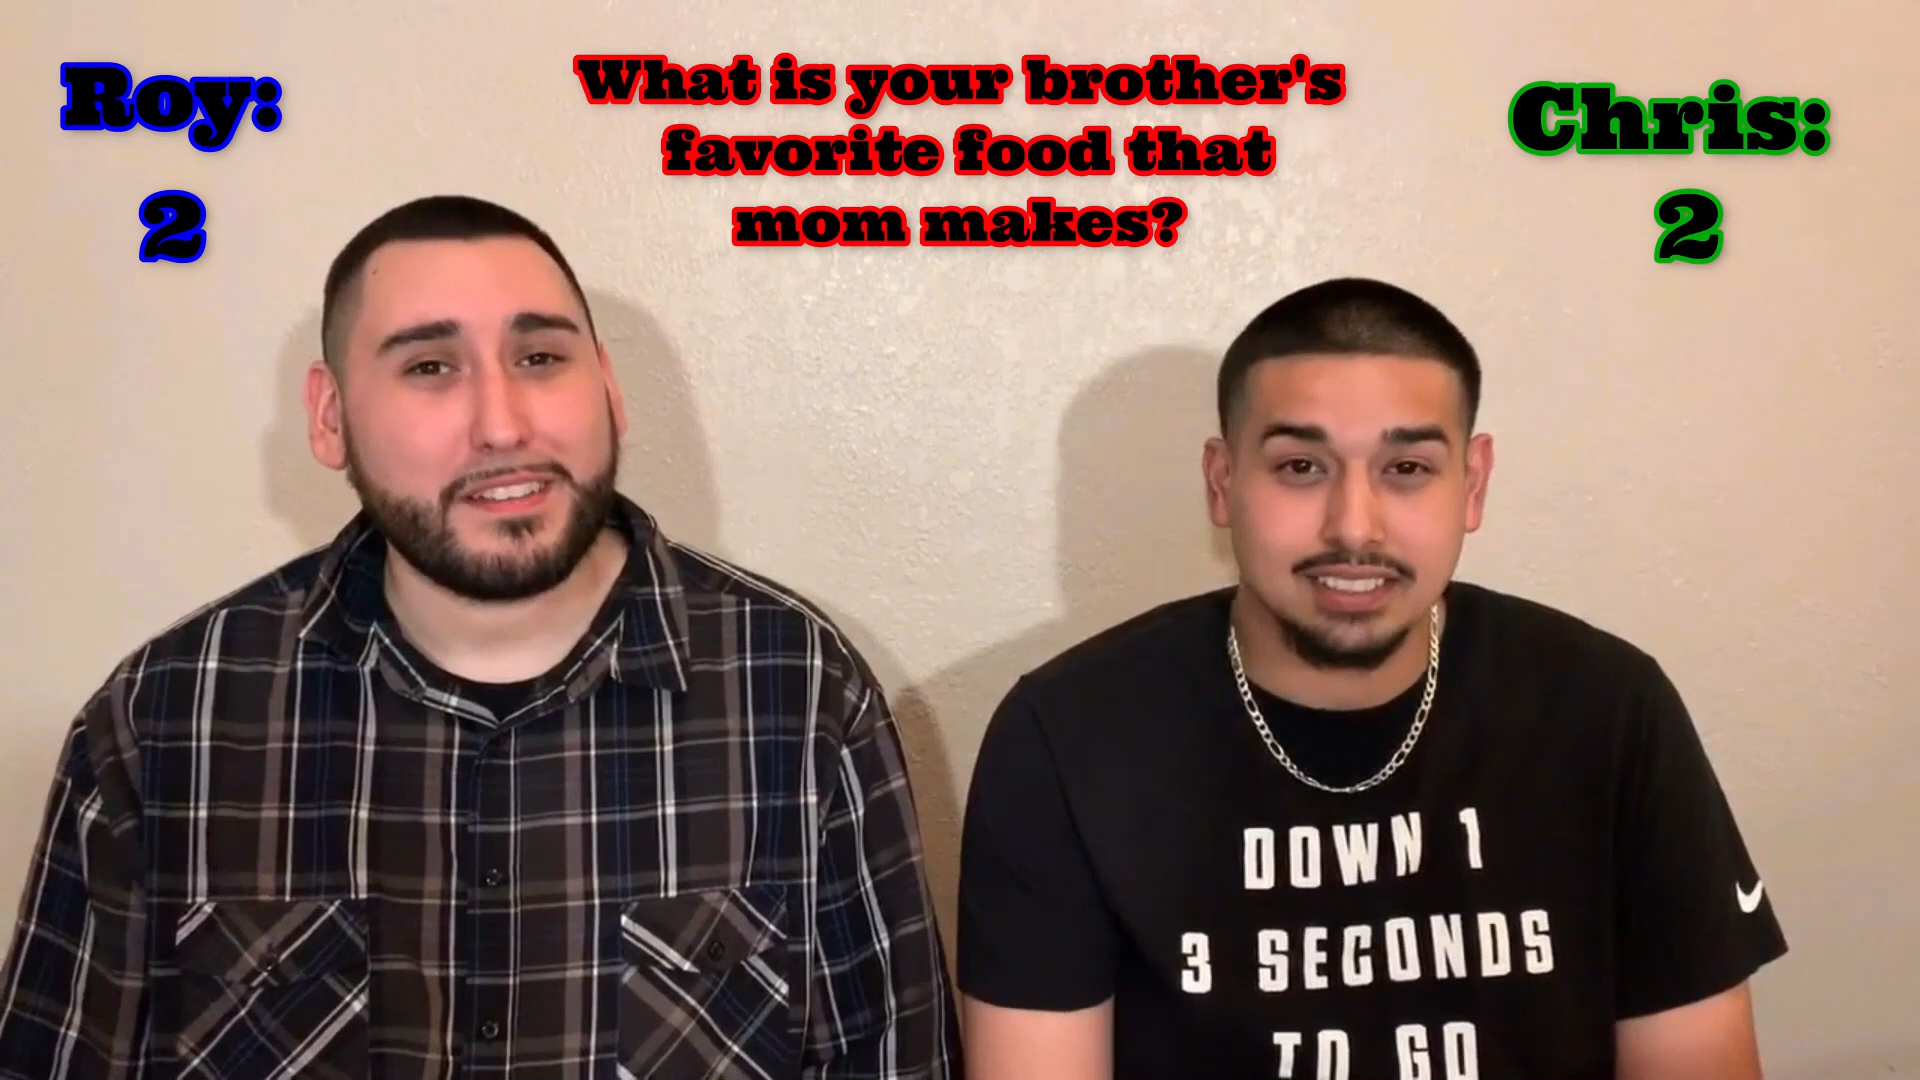 Roy:
2
What is your brother's
favorite food that
mom makes?
Chris:
2
DOWN 1
3 SECONDS
TO GO